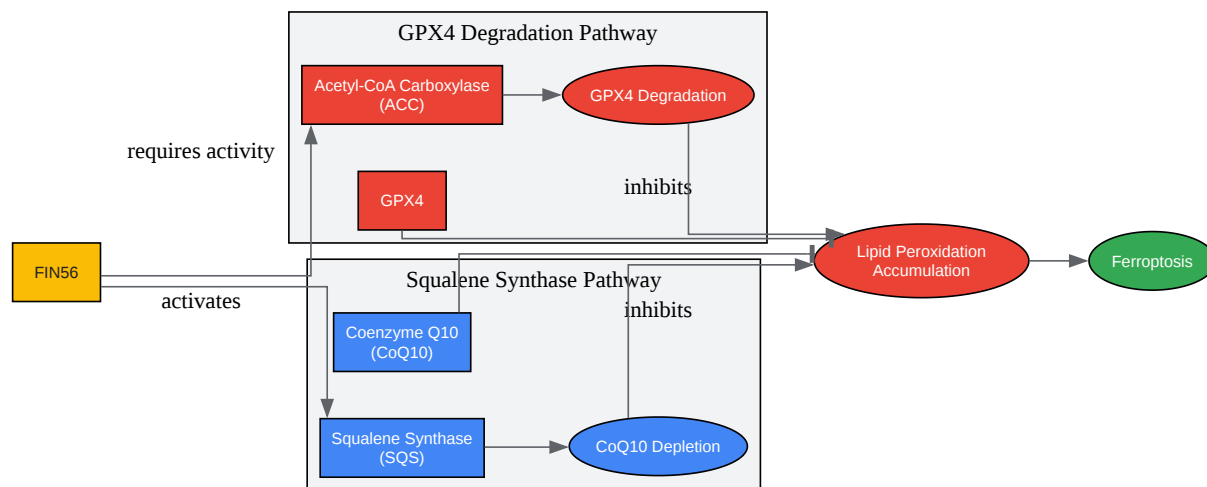 GPX4 Degradation Pathway
Acetyl-CoA Carboxylase
(ACC)
GPX4 Degradation
requires activity
GPX4
inhibits
FIN56
activates
Lipid Peroxidation
Accumulation
Ferroptosis
Squalene Synthase Pathway
inhibits
Coenzyme Q10
(CoQ10)
Squalene Synthase
(SQS)
CoQ10 Depletion